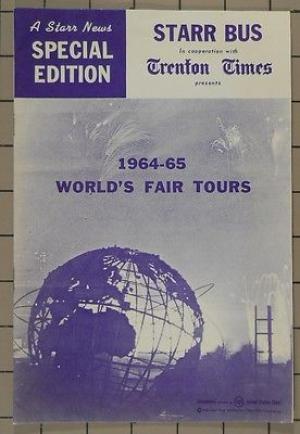 A Starr News
SPECIAL
EDITION
STARR BUS
In cooperation with
Trenton Times
presents
1964-65
WORLD'S FAIR TOURS